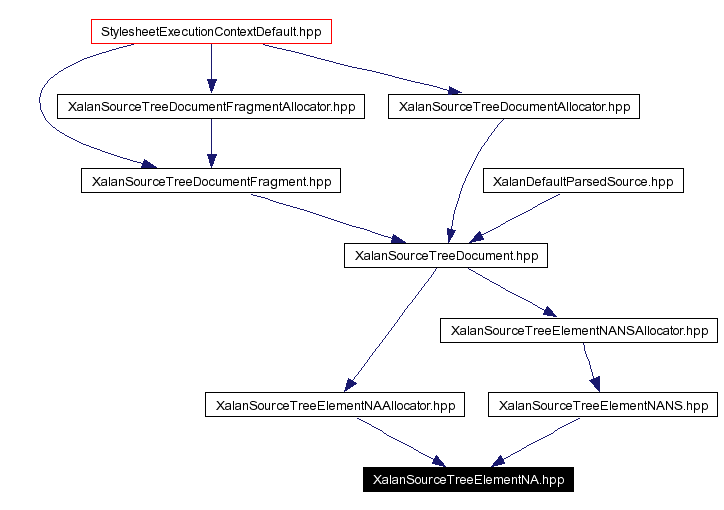 StylesheetExecutionContextDefault.hpp
XalanSourceTreeDocumentFragmentAllocator.hpp
XalanSourceTreeDocumentAllocator.hpp
XalanSourceTreeDocumentFragment.hpp
XalanDefaultParsedSource.hpp
XalanSourceTreeDocument.hpp
XalanSourceTreeElementNANSAllocator.hpp
XalanSourceTreeElementNAAllocator.hpp
XalanSourceTreeElementNANS.hpp
XalanSourceTreeElementNA.hpp